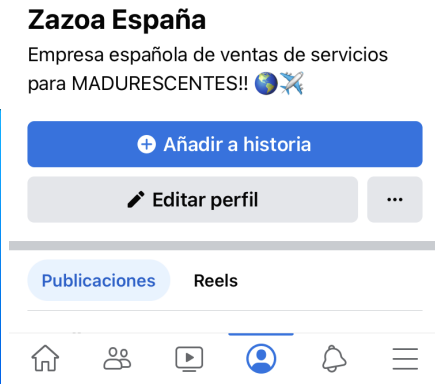 Zazoa España
Empresa española de ventas de servicios
para MADURESCENTES!! 🌎✈️
Añadir a historia
Editar perfil
...
Publicaciones
Reels